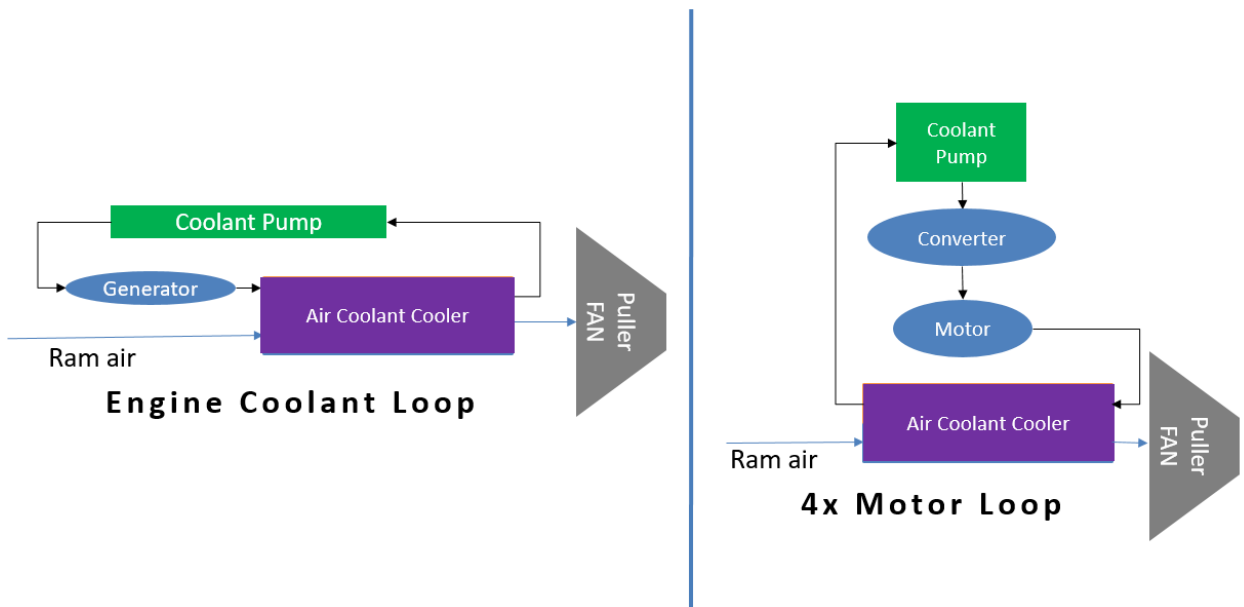 Coolant Pump
Generator
Air Coolant Cooler
Ram air
Puller
FAN
Engine Coolant Loop
Coolant
Pump
Converter
Motor
Air Coolant Cooler
Ram air
Puller
FAN
4x Motor Loop